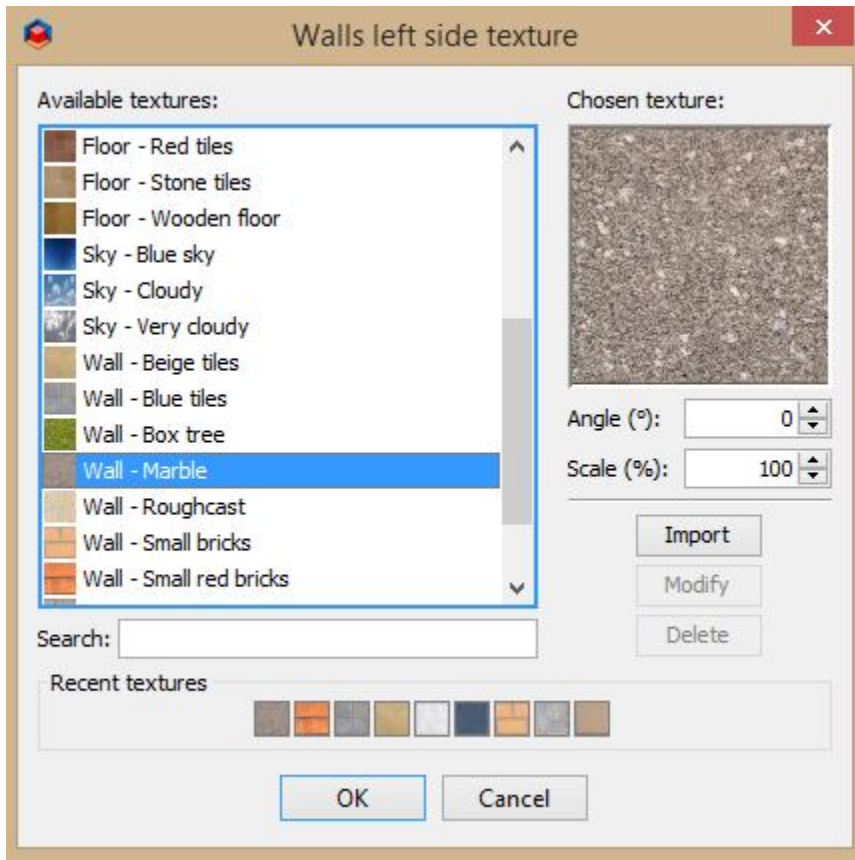 Walls left side texture
Available textures:
Floor - Red tiles
Floor - Stone tiles
Floor - Wooden floor
Sky - Blue sky
Sky - Cloudy
Sky - Very cloudy
Wall - Beige tiles
Wall - Blue tiles
Wall - Box tree
Wall - Marble
Wall - Roughcast
Wall - Small bricks
Wall - Small red bricks
Search:
Chosen texture:
Angle (º): 0
Scale (%): 100
Import
Modify
Delete
Recent textures
OK Cancel